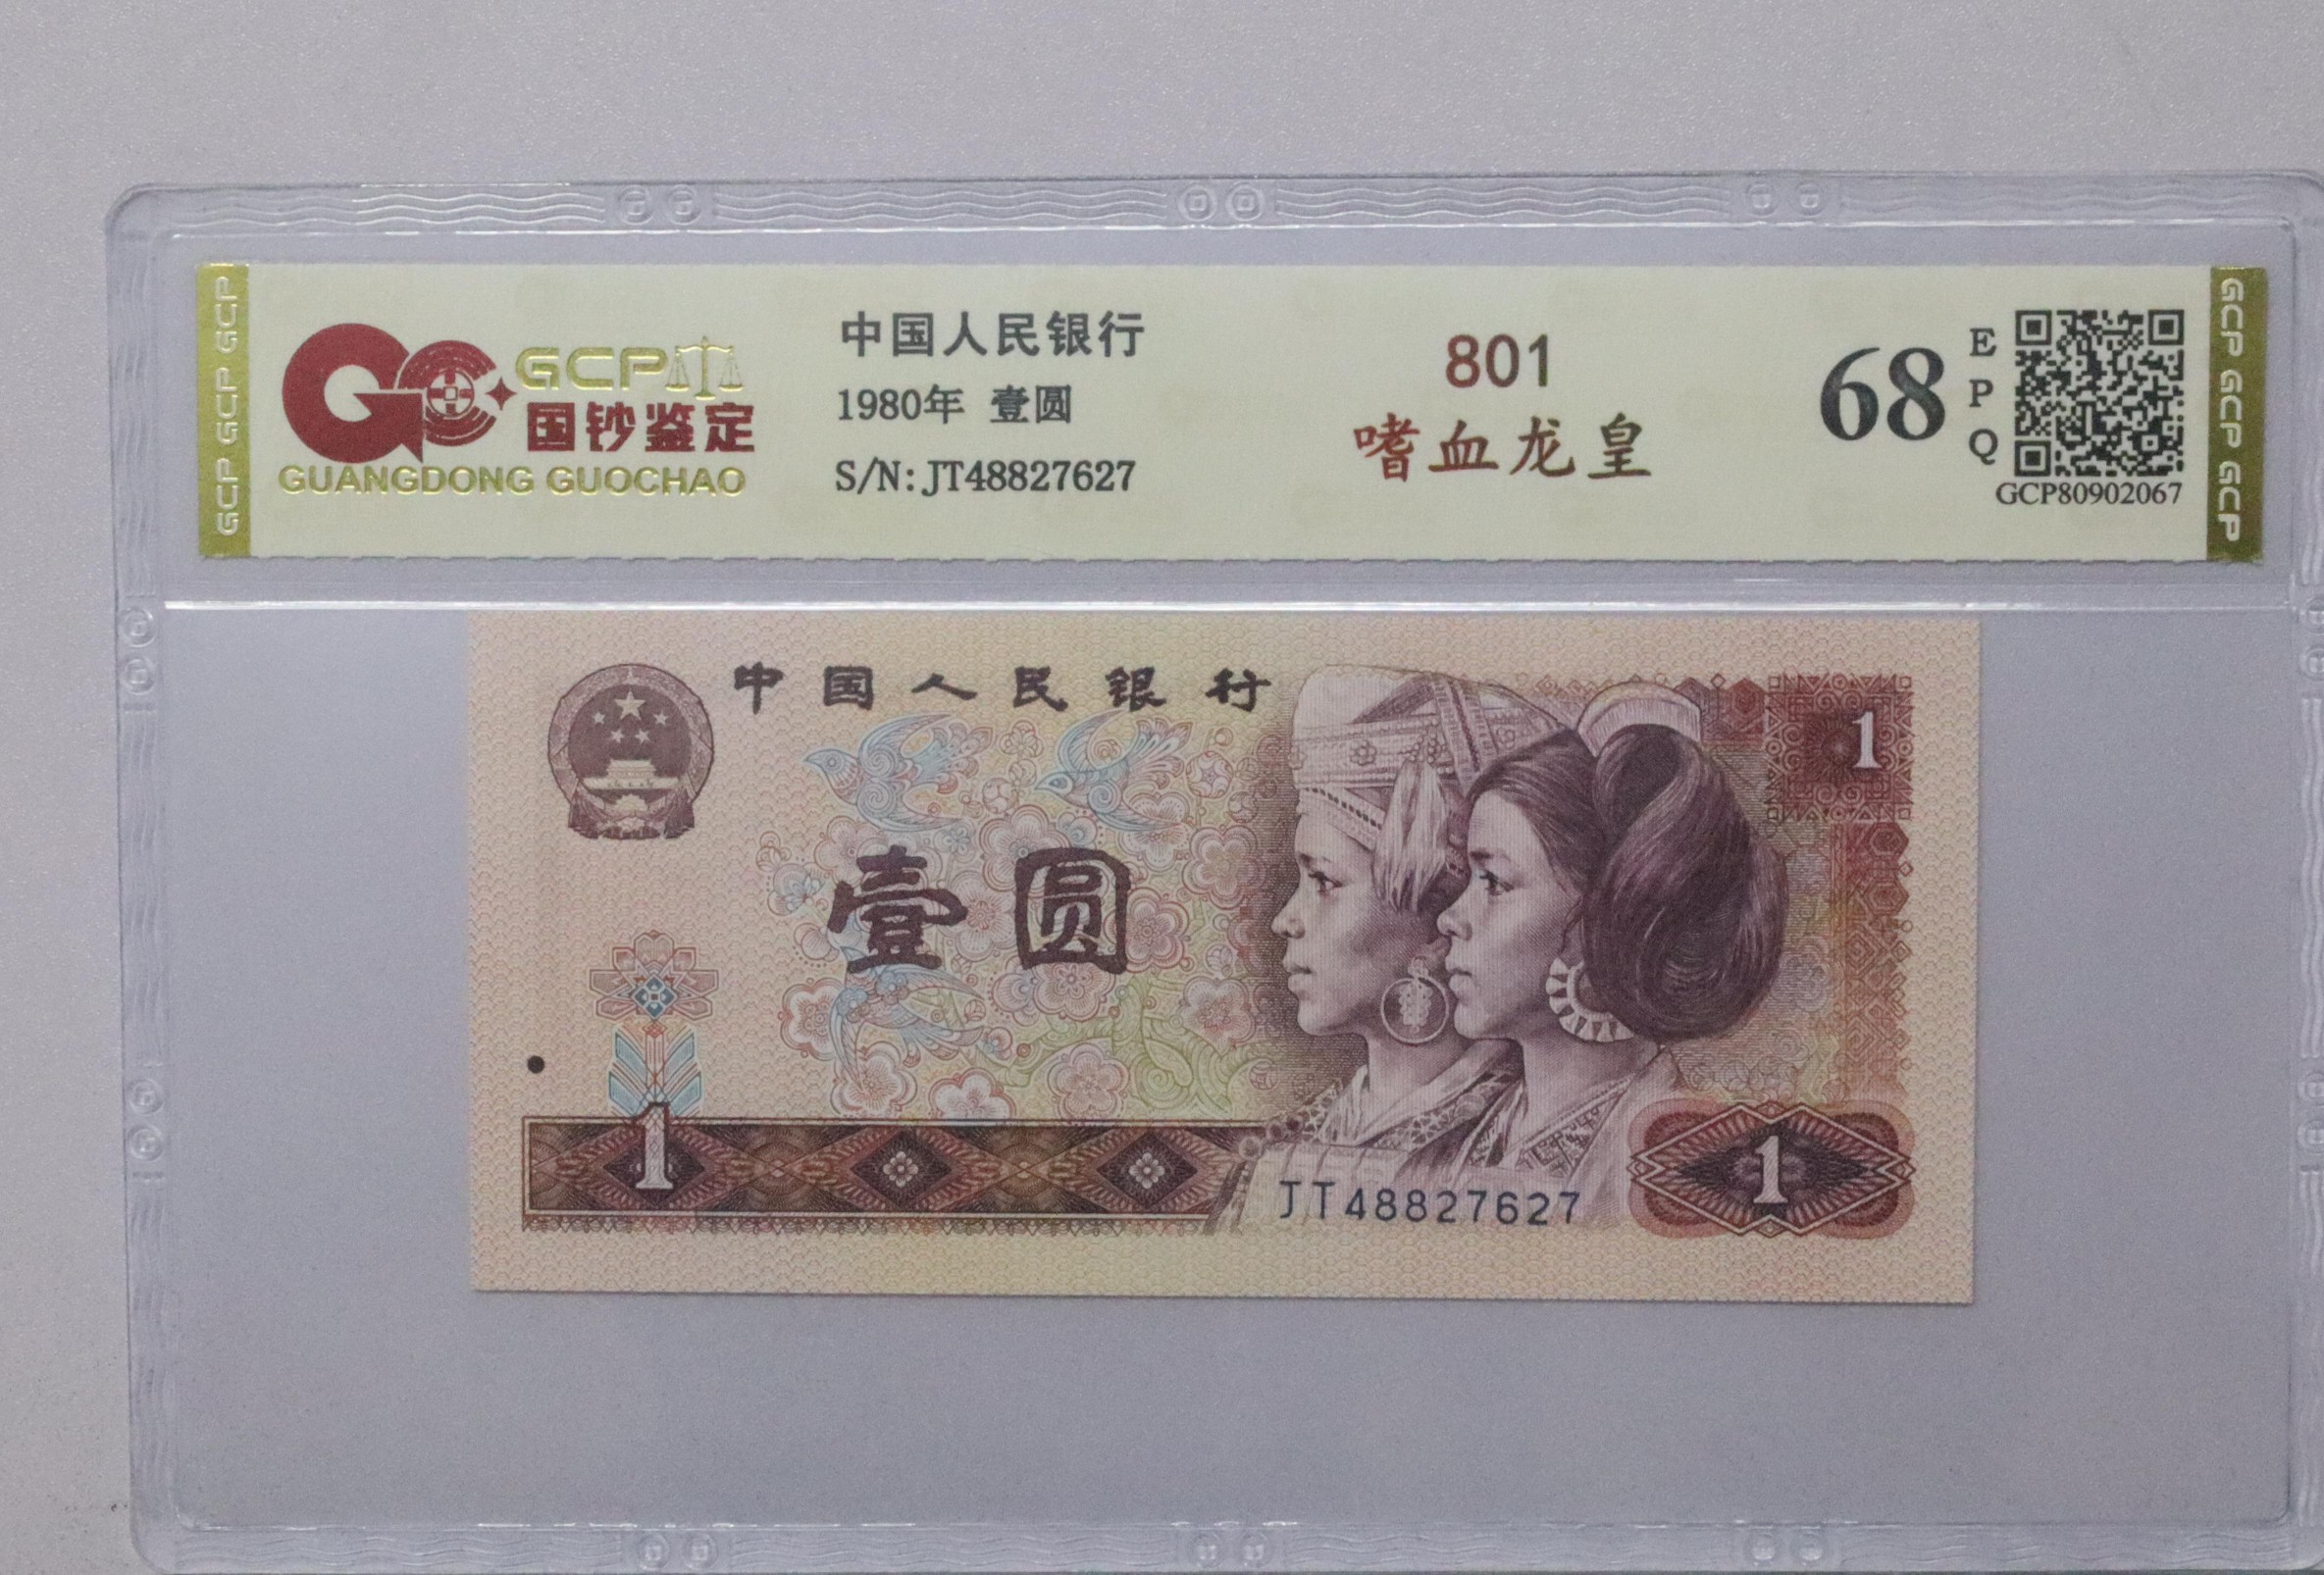 GCP GCP GCP
GCP
国钞鉴定
GUANGDONG GUOCHAO
中国人民银行
1980年 壹圆
S/N: JT48827627
801
嗜血龙皇
68
EPQ
GCP80902067
GCP GCP GCP
中国人民银行
1
壹圆
1
JT48827627
1